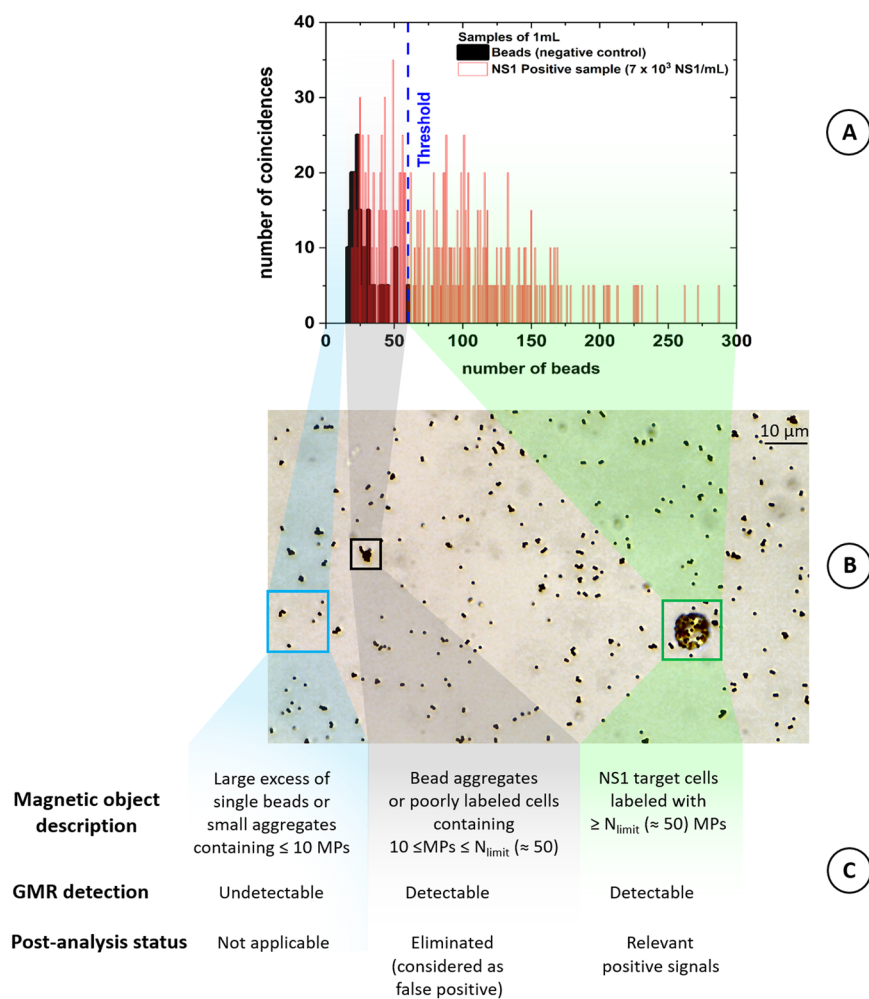 Samples of 1mL
Beads (negative control)
NS1 Positive sample (7 x 10³ NS1/mL)
Threshold
number of coincidences
40
30
20
10
0
0
50
100
150
200
250
300
number of beads
A
10 µm
B
Magnetic object
description
Large excess of
single beads or
small aggregates
containing ≤ 10 MPs
Bead aggregates
or poorly labeled cells
containing
10 ≤MPs ≤ Nlimit (≈ 50)
NS1 target cells
labeled with
≥ Nlimit (≈ 50) MPs
C
GMR detection
Undetectable
Detectable
Detectable
Post-analysis status
Not applicable
Eliminated
(considered as
false positive)
Relevant
positive signals